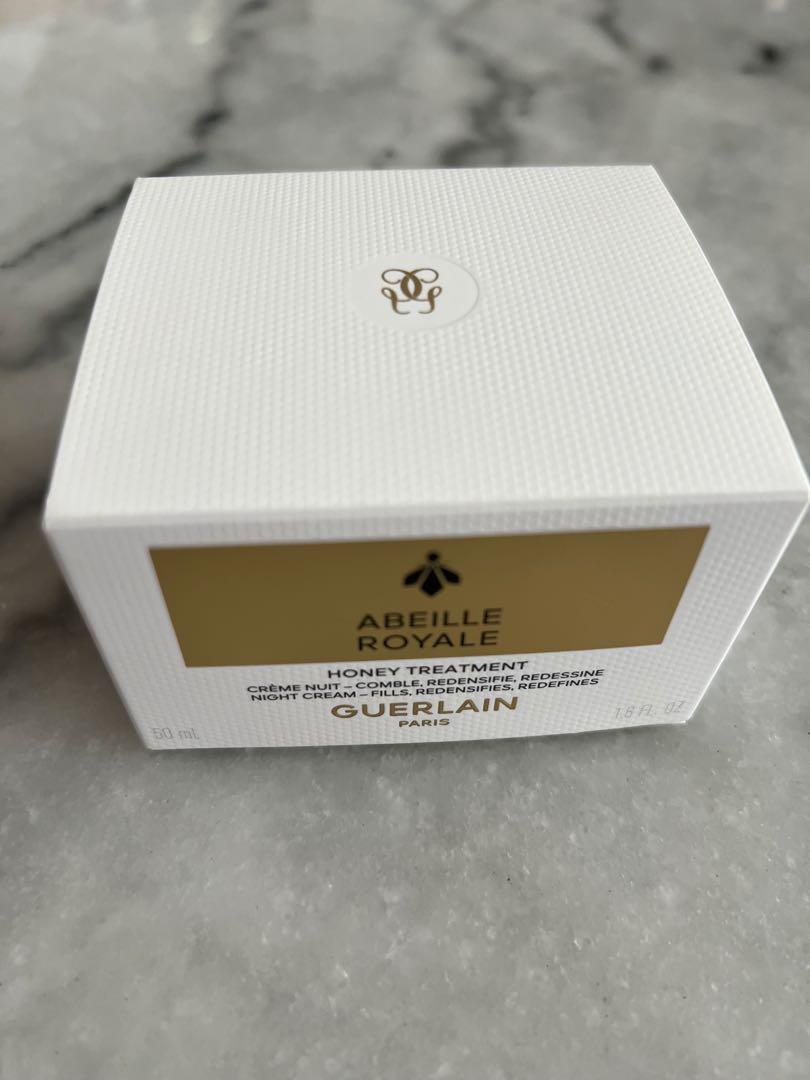 ABEILLE
ROYALE
HONEY TREATMENT
CRÈME NUIT – COMBLE, REDENSIFIE, REDESSINE
NIGHT CREAM – FILLS, REDENSIFIES, REDEFINES
GUERLAIN
PARIS
50 ml
1.6 FL. OZ